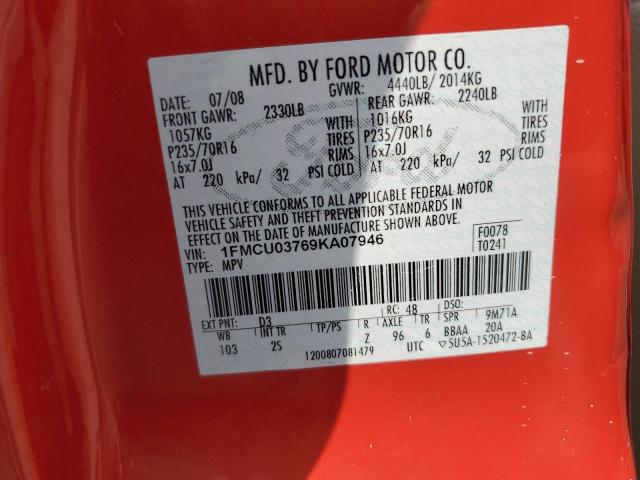 MFD. BY FORD MOTOR CO.
DATE: 07/08 GVWR: 4440LB/ 2014KG
FRONT GAWR: 2330LB REAR GAWR: 2240LB
1057KG WITH 1016KG WITH
P235/70R16 TIRES P235/70R16 TIRES
16x7.0J RIMS 16x7.0J RIMS
AT 220 kPa/ 32 PSI COLD AT 220 kPa/ 32 PSI COLD
THIS VEHICLE CONFORMS TO ALL APPLICABLE FEDERAL MOTOR
VEHICLE SAFETY AND THEFT PREVENTION STANDARDS IN
EFFECT ON THE DATE OF MANUFACTURE SHOWN ABOVE.
VIN: 1FMCU03769KA07946 F0078
TYPE: MPV T0241
EXT PNT: D3 RC: 48 DSO:
WB INT TR TP/PS R AXLE TR SPR 9M71A
103 2S Z 96 6 BBAA 20A
1200807081479 UTC ▽5U5A-1520472-BA
Ford